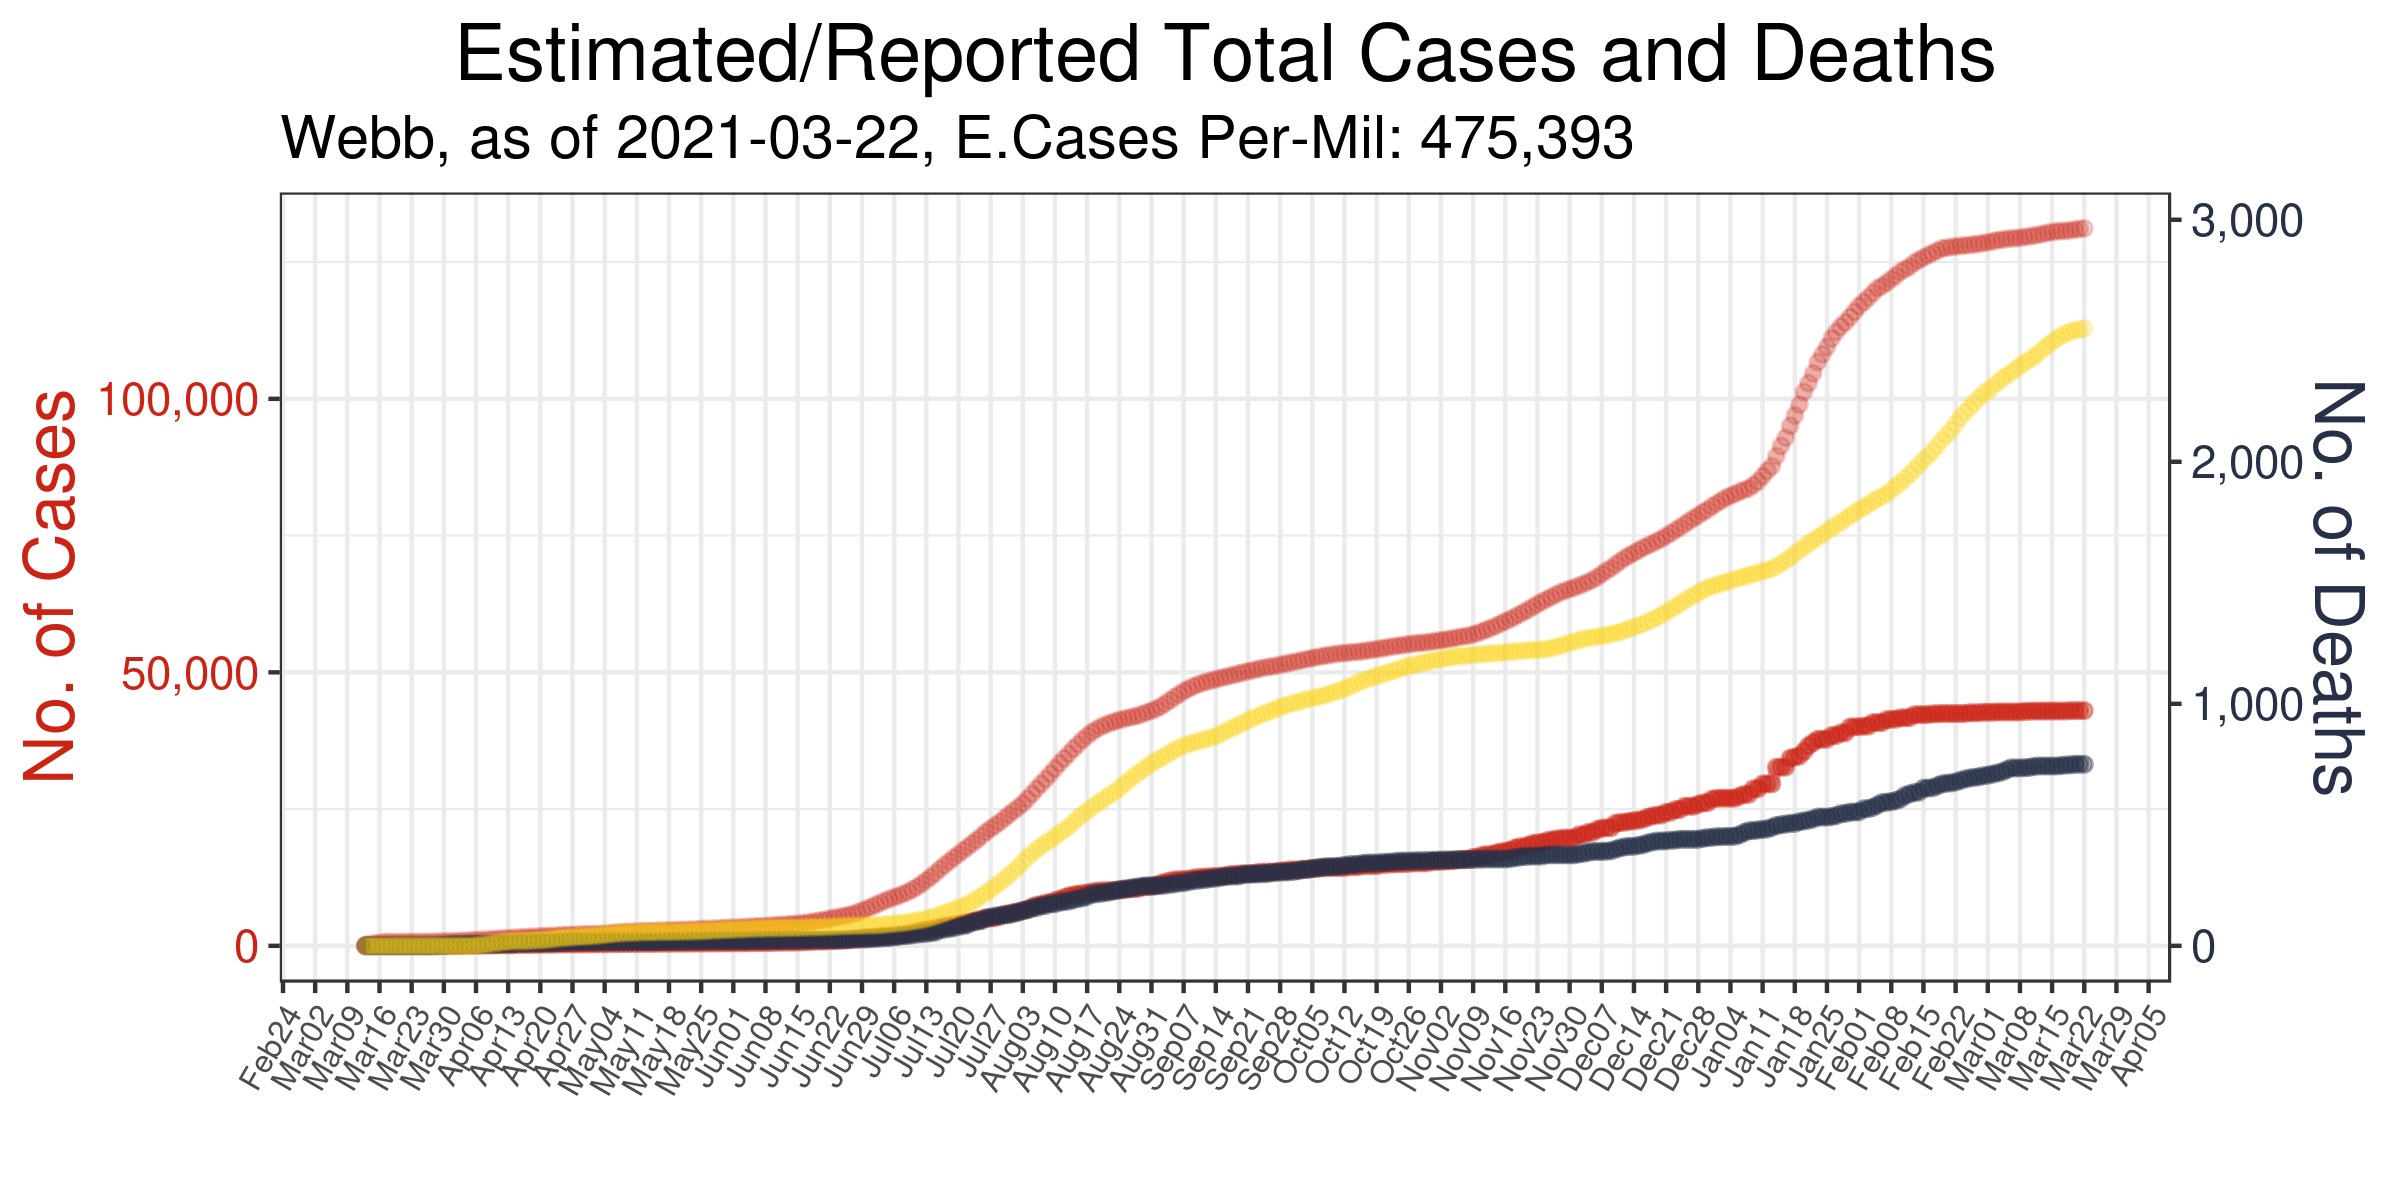 Estimated/Reported Total Cases and Deaths
Webb, as of 2021-03-22, E.Cases Per-Mil: 475,393
No. of Cases
100,000
50,000
0
3,000
2,000
1,000
0
No. of Deaths
Feb24
Mar02
Mar09
Mar16
Mar23
Mar30
Apr06
Apr13
Apr20
Apr27
May04
May11
May18
May25
Jun01
Jun08
Jun15
Jun22
Jun29
Jul06
Jul13
Jul20
Jul27
Aug03
Aug10
Aug17
Aug24
Aug31
Sep07
Sep14
Sep21
Sep28
Oct05
Oct12
Oct19
Oct26
Nov02
Nov09
Nov16
Nov23
Nov30
Dec07
Dec14
Dec21
Dec28
Jan04
Jan11
Jan18
Jan25
Feb01
Feb08
Feb15
Feb22
Mar01
Mar08
Mar15
Mar22
Mar29
Apr05